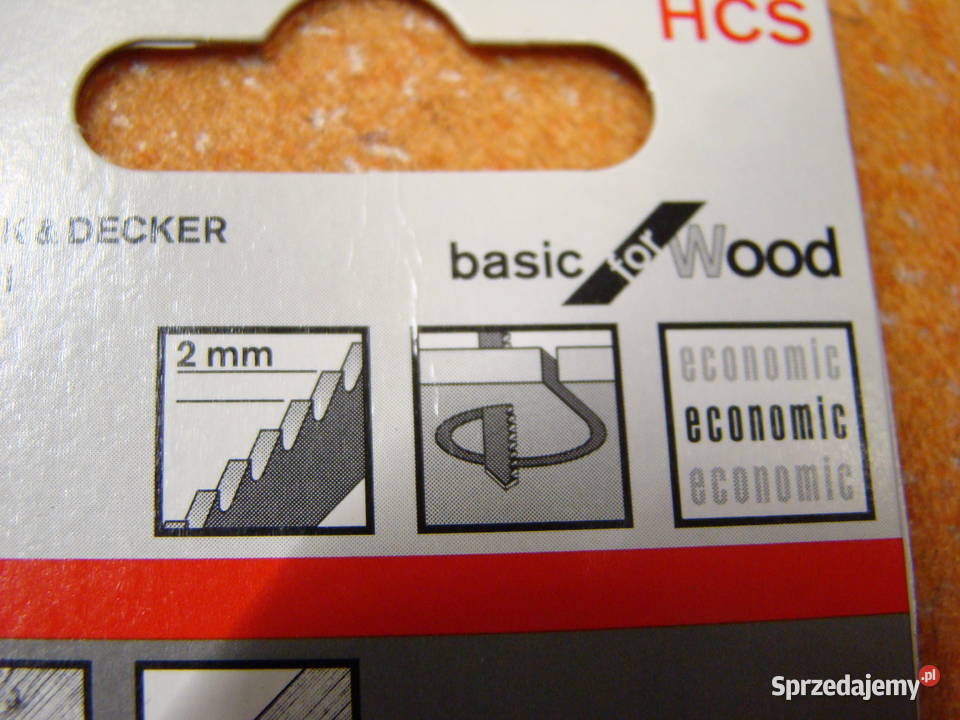 HCS
& DECKER
basic for Wood
2 mm
economic
economic
economic
Sprzedajemy.pl